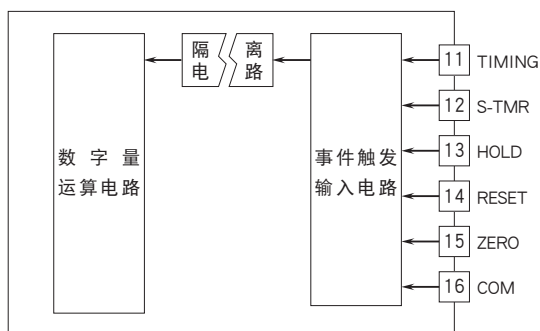 隔 离
电 路
11 TIMING
12 S-TMR
13 HOLD
14 RESET
15 ZERO
16 COM
数字量
运算电路
事件触发
输入电路